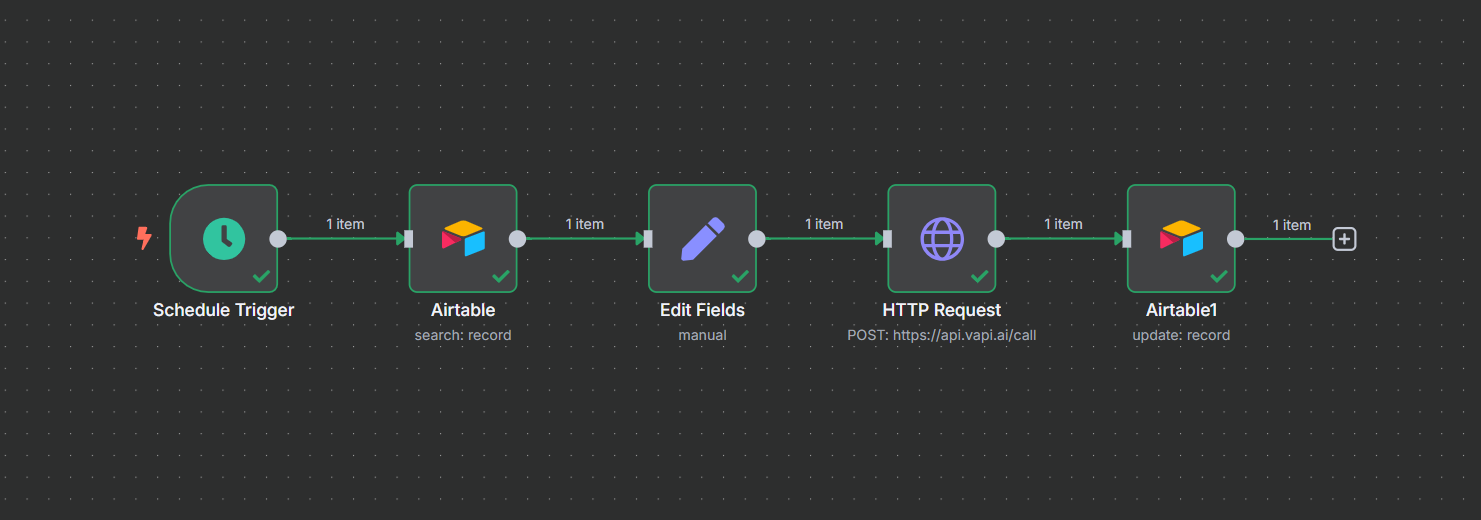 1 item
1 item
1 item
1 item
1 item
Schedule Trigger
Airtable
search: record
Edit Fields
manual
HTTP Request
POST: https://api.vapi.ai/call
Airtable1
update: record